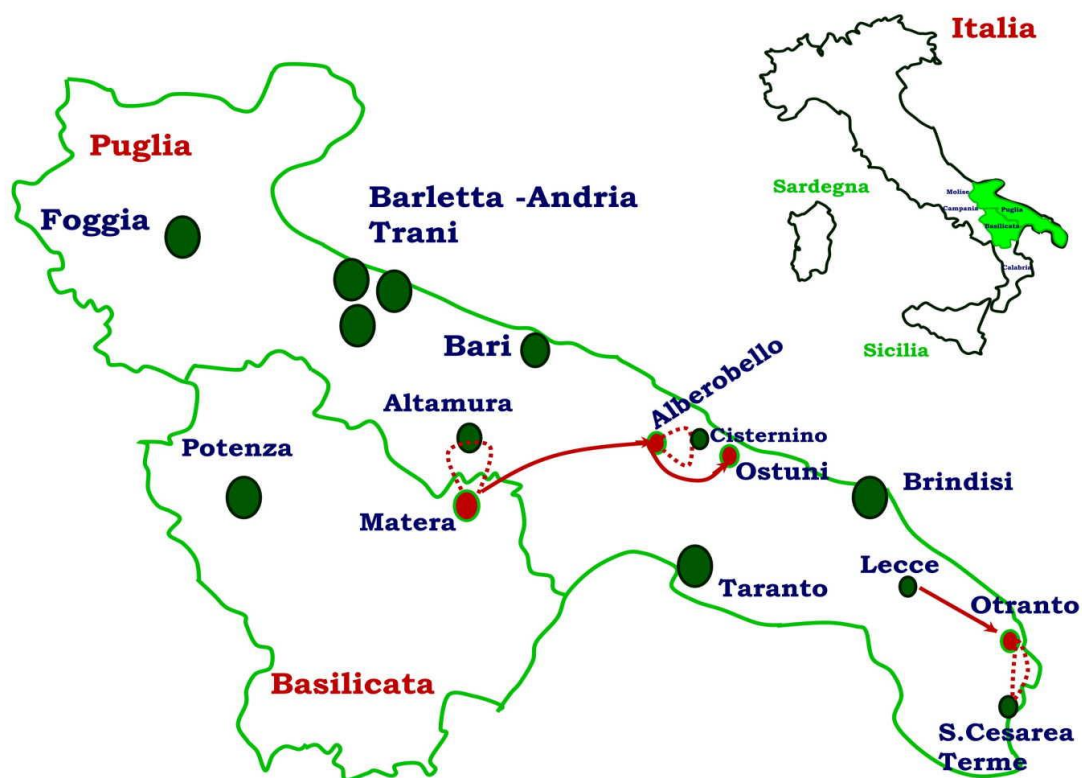 Italia
Puglia
Sardegna
Molise
Barletta -Andria
Trani
Foggia
Campania
Puglia
Basilicata
Calabria
Bari
Sicilia
Alberobello
Altamura
Cisternino
Potenza
Ostuni
Brindisi
Matera
Lecce
Taranto
Otranto
Basilicata
S.Cesarea
Terme